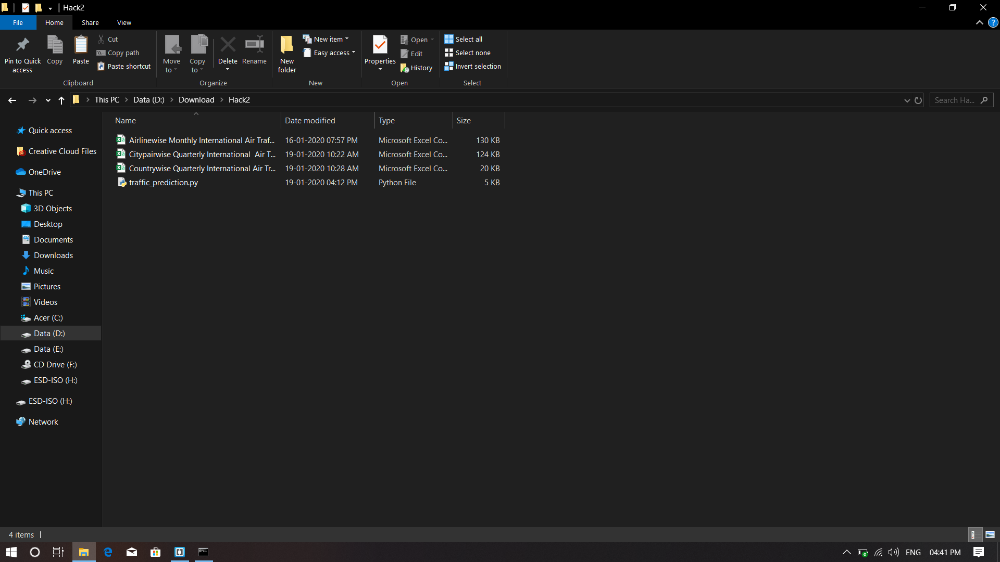 Hack2
File Home Share View
Pin to Quick access
Copy
Paste
Cut
Copy path
Paste shortcut
Clipboard
Move to
Copy to
Delete
Rename
Organize
New folder
New item
Easy access
New
Properties
Open
Edit
History
Open
Select all
Select none
Invert selection
Select
This PC > Data (D:) > Download > Hack2
Search Ha...
Name Date modified Type Size
Airlinewise Monthly International Air Traf... 16-01-2020 07:57 PM Microsoft Excel Co... 130 KB
Citypairwise Quarterly International  Air T... 19-01-2020 10:22 AM Microsoft Excel Co... 124 KB
Countrywise Quarterly International Air Tr... 19-01-2020 10:28 AM Microsoft Excel Co... 20 KB
traffic_prediction.py 19-01-2020 04:12 PM Python File 5 KB
Quick access
Creative Cloud Files
OneDrive
This PC
3D Objects
Desktop
Documents
Downloads
Music
Pictures
Videos
Acer (C:)
Data (D:)
Data (E:)
CD Drive (F:)
ESD-ISO (H:)
ESD-ISO (H:)
Network
4 items
ENG 04:41 PM